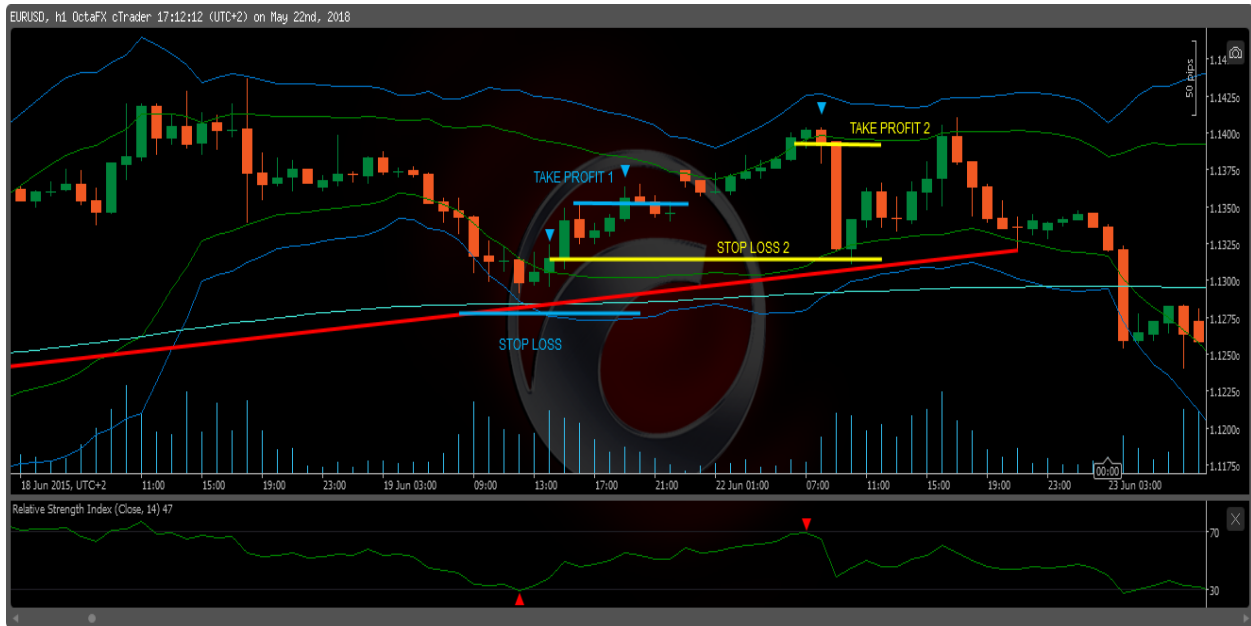 EURUSD, h1 OctaFX cTrader 17:12:12 (UTC+2) on May 22nd, 2018
50 pips
1.1425
1.1400
TAKE PROFIT 2
TAKE PROFIT 1
1.1375
1.1350
STOP LOSS 2
1.1325
1.1300
1.1275
STOP LOSS
1.1250
1.1200
1.1175
00:00
18 Jun 2015, UTC+2 11:00 15:00 19:00 23:00 19 Jun 03:00 09:00 13:00 17:00 21:00 22 Jun 01:00 07:00 11:00 15:00 19:00 23:00 23 Jun 03:00
Relative Strength Index (Close, 14) 47
70
30